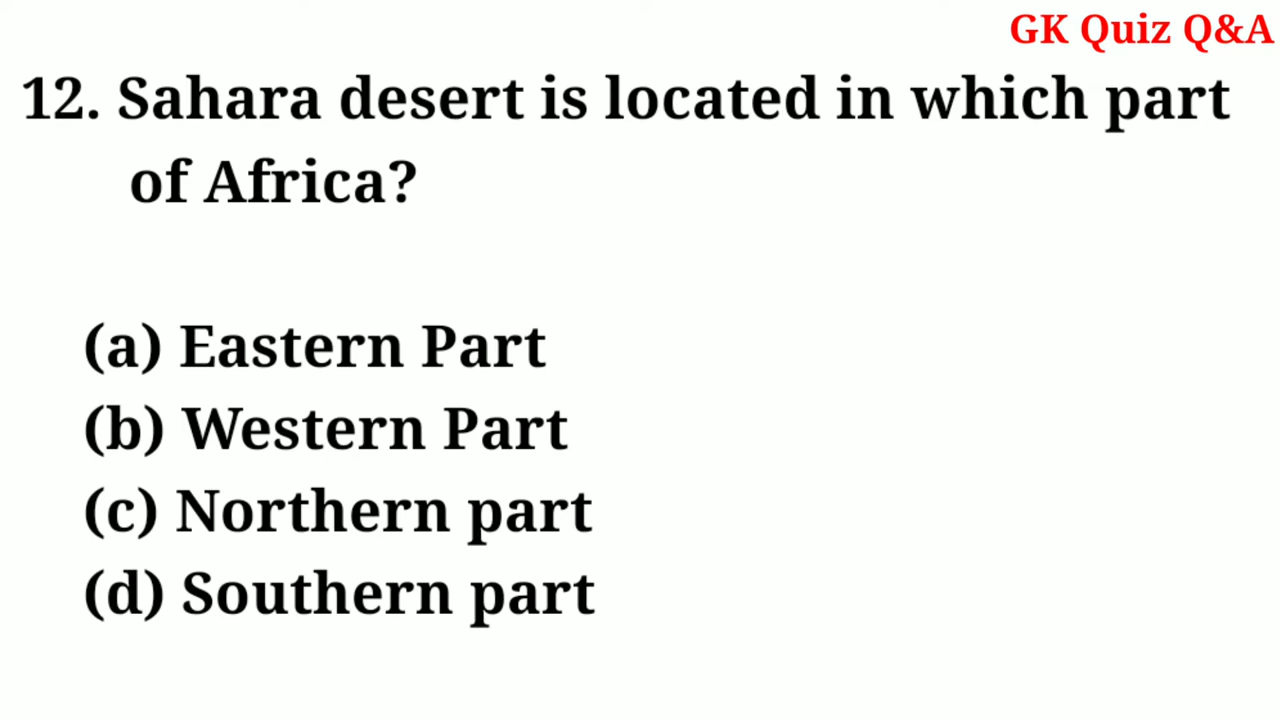 GK Quiz Q&A
12. Sahara desert is located in which part
of Africa?
(a) Eastern Part
(b) Western Part
(c) Northern part
(d) Southern part